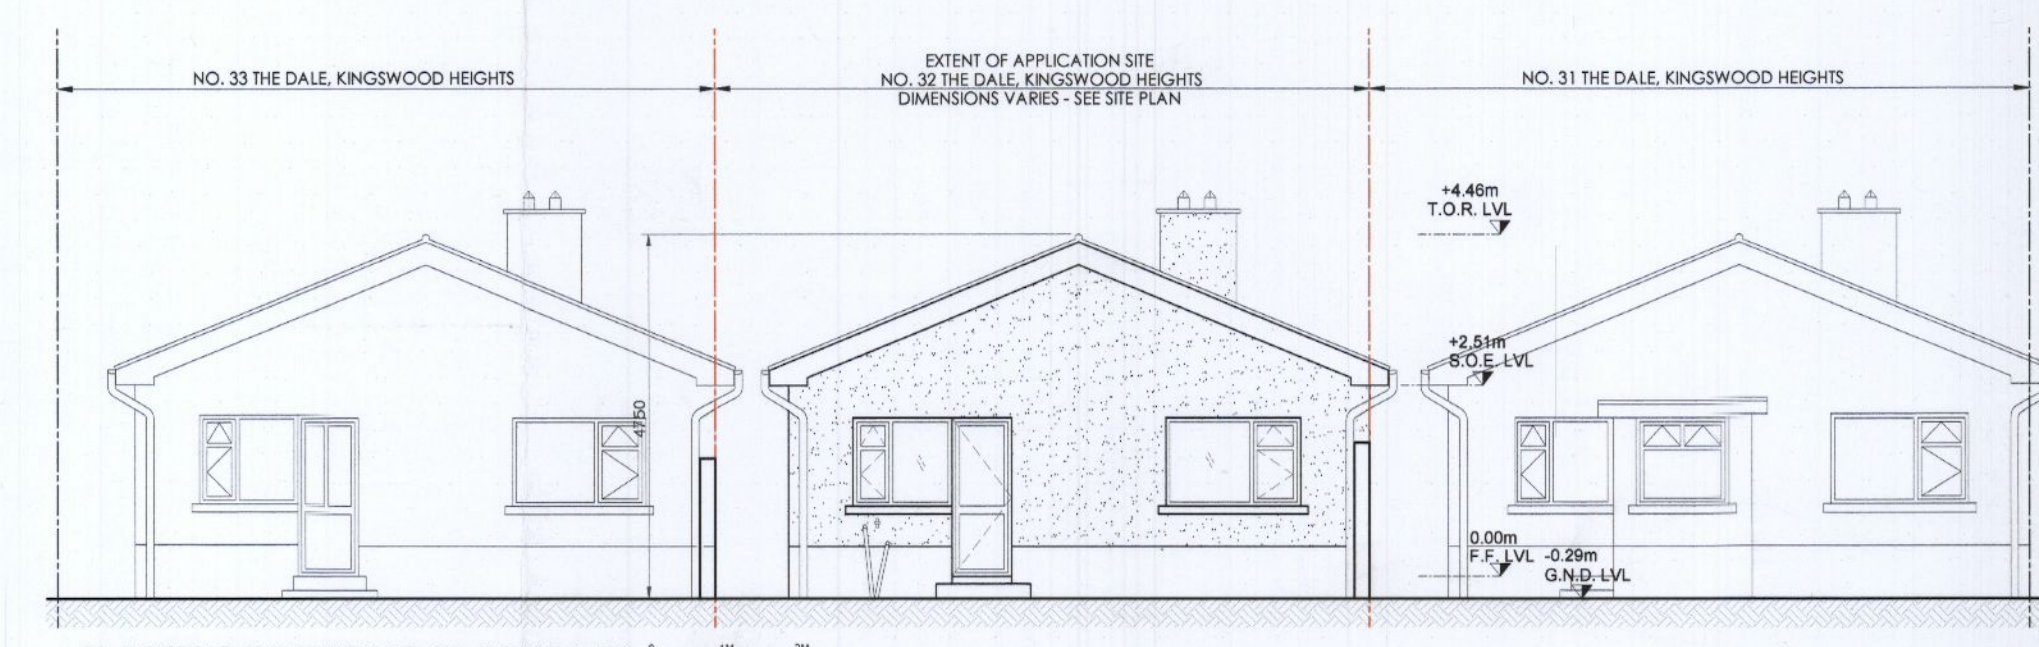 NO. 33 THE DALE, KINGSWOOD HEIGHTS
EXTENT OF APPLICATION SITE
NO. 32 THE DALE, KINGSWOOD HEIGHTS
DIMENSIONS VARIES - SEE SITE PLAN
NO. 31 THE DALE, KINGSWOOD HEIGHTS
+4.46m
T.O.R. LVL
+2.51m
S.O.E. LVL
4750
0.00m
F.F. LVL
-0.29m
G.N.D. LVL